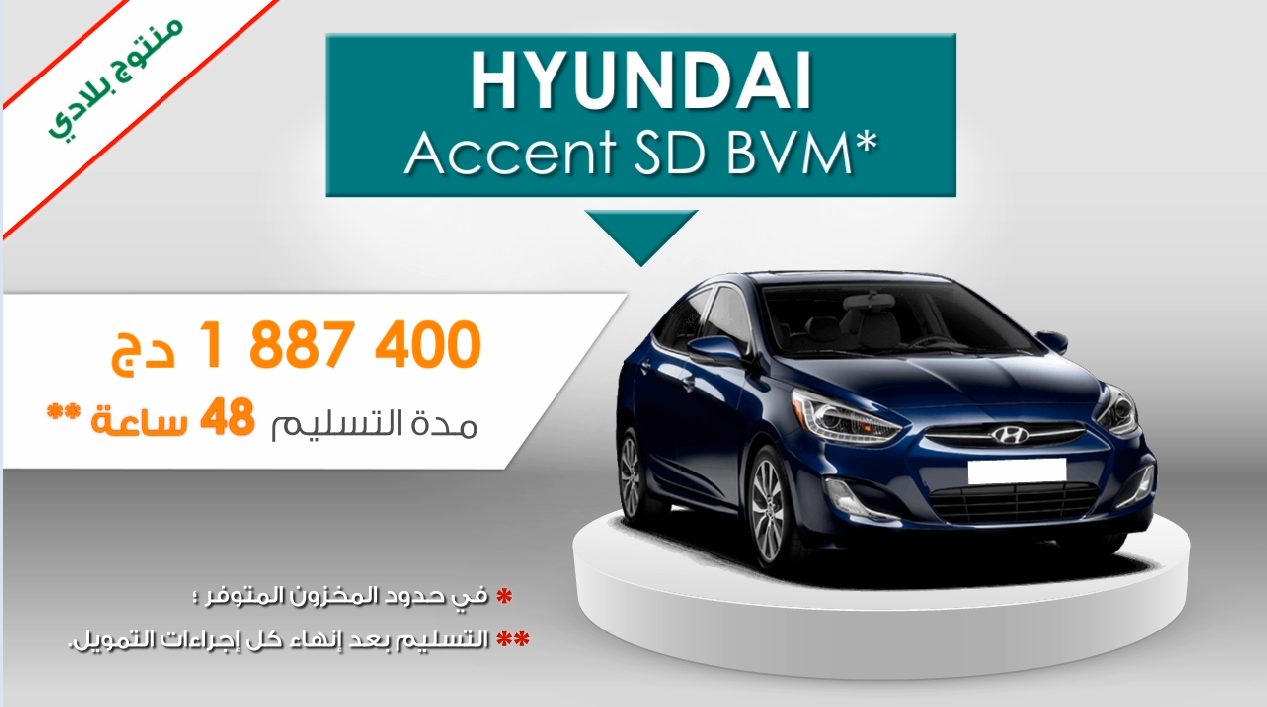 منتوج بلادي
HYUNDAI
Accent SD BVM*
1 887 400 دج
مدة التسليم 48 ساعة **
* في حدود المخزون المتوفر ؛
** التسليم بعد إنهاء كل إجراءات التمويل.